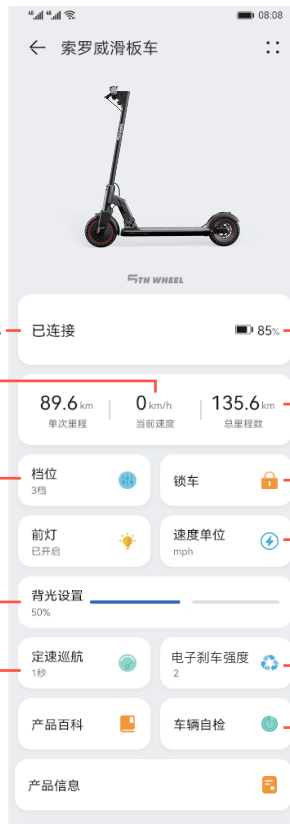 08:08
索罗威滑板车
5TH WHEEL
已连接
85%
89.6 km
0 km/h
135.6 km
单次里程
当前速度
总里程数
档位
3档
锁车
前灯
已开启
速度单位
mph
背光设置
50%
定速巡航
1秒
电子刹车强度
2
产品百科
车辆自检
产品信息